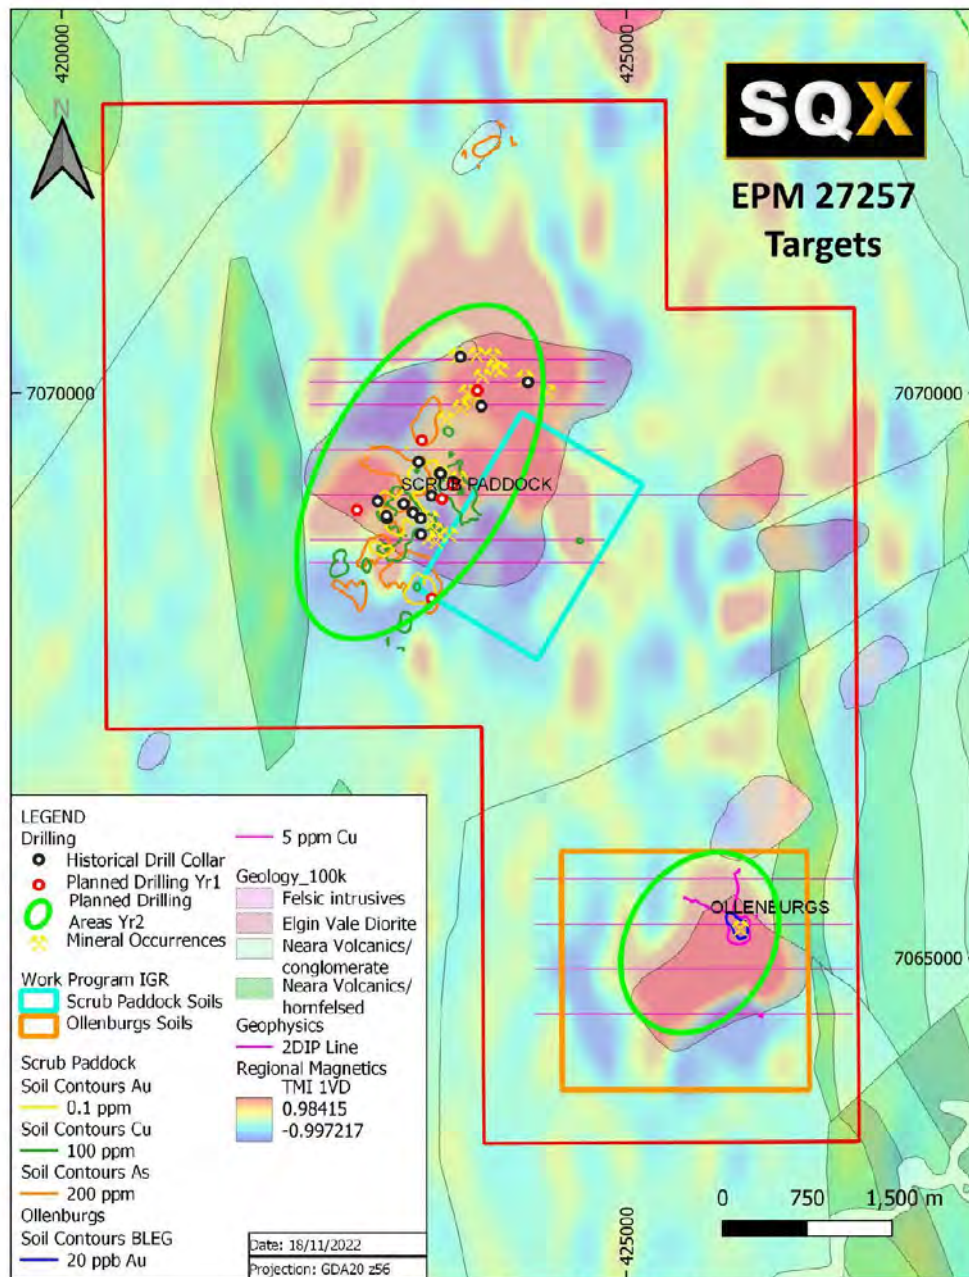 420000
425000
N
SQX
EPM 27257
Targets
7070000
7070000
SCRUB PADDOCK
OLLENBURGS
7065000
LEGEND
Drilling
Historical Drill Collar
Planned Drilling Yr1
Planned Drilling
Areas Yr2
Mineral Occurrences
Work Program IGR
Scrub Paddock Soils
Ollenburgs Soils
Scrub Paddock
Soil Contours Au
0.1 ppm
Soil Contours Cu
100 ppm
Soil Contours As
200 ppm
Ollenburgs
Soil Contours BLEG
20 ppb Au
5 ppm Cu
Geology_100k
Felsic intrusives
Elgin Vale Diorite
Neara Volcanics/
conglomerate
Neara Volcanics/
hornfelsed
Geophysics
2DIP Line
Regional Magnetics
TMI 1VD
0.98415
-0.997217
Date: 18/11/2022
Projection: GDA20 z56
0 750 1,500 m
425000